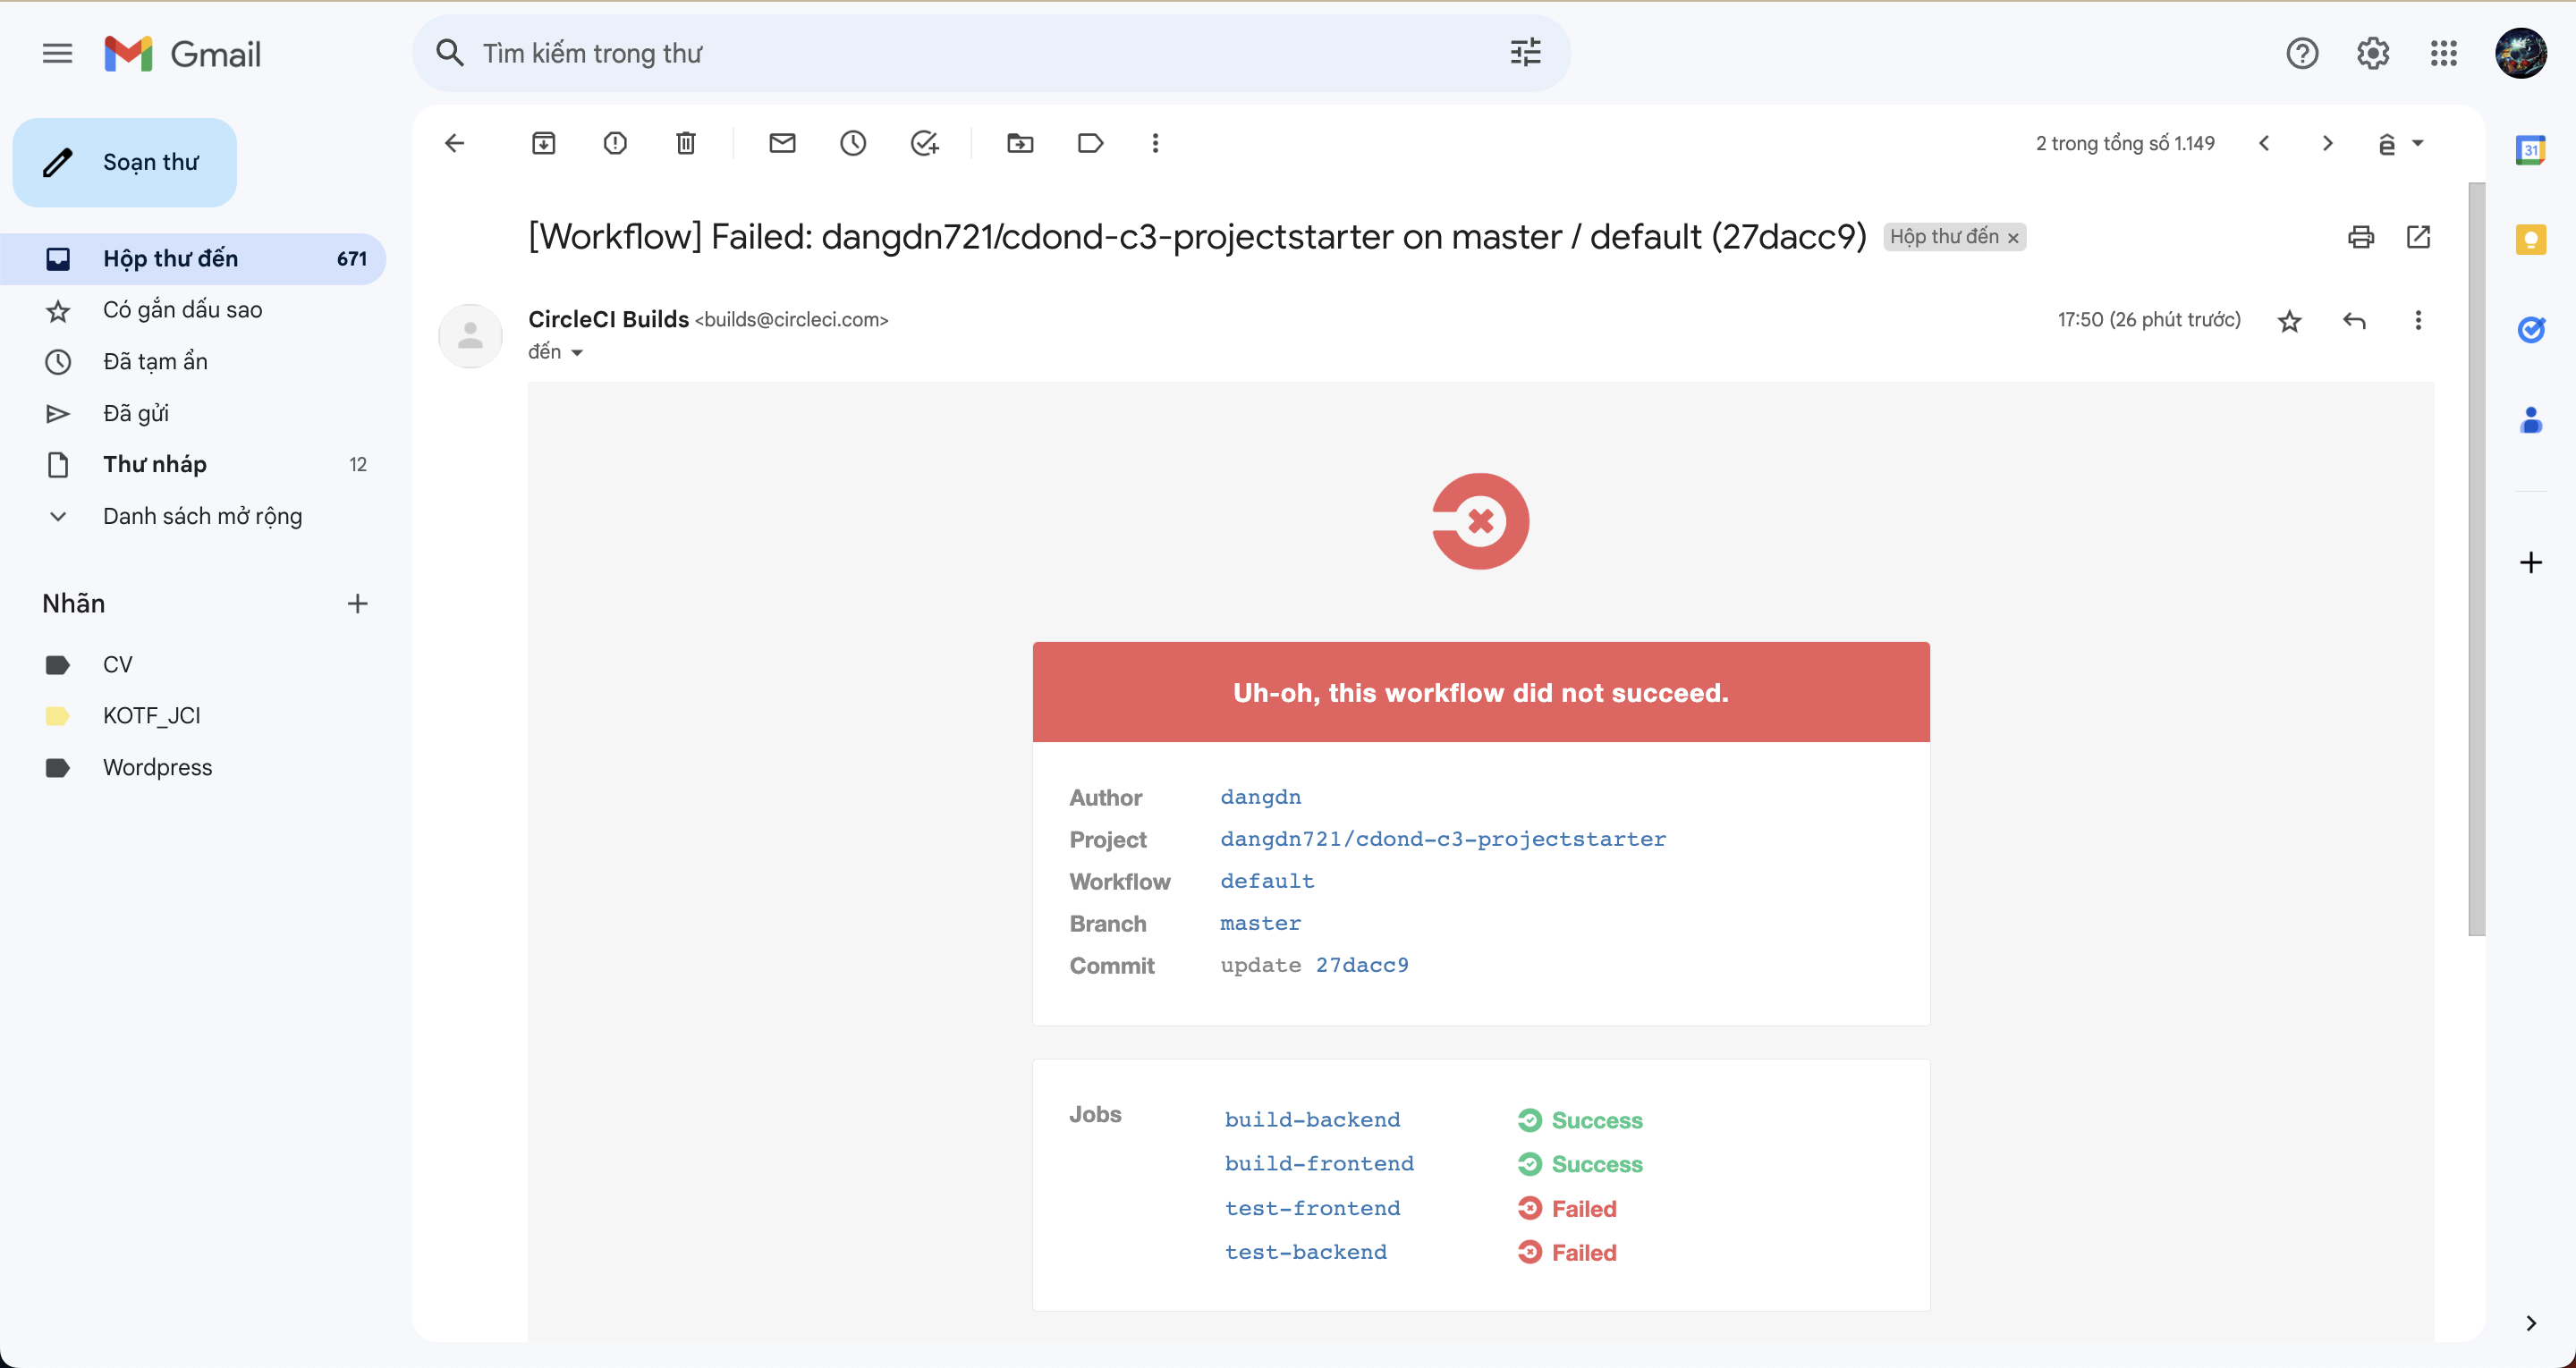 Gmail
Tìm kiếm trong thư
Soạn thư
Hộp thư đến 671
Có gắn dấu sao
Đã tạm ẩn
Đã gửi
Thư nháp 12
Danh sách mở rộng
Nhãn
CV
KOTF_JCI
Wordpress
2 trong tổng số 1.149
ê
[Workflow] Failed: dangdn721/cdond-c3-projectstarter on master / default (27dacc9) Hộp thư đến ×
CircleCI Builds <builds@circleci.com> 17:50 (26 phút trước)
đến
Uh-oh, this workflow did not succeed.
Author dangdn
Project dangdn721/cdond-c3-projectstarter
Workflow default
Branch master
Commit update 27dacc9
Jobs build-backend Success
build-frontend Success
test-frontend Failed
test-backend Failed
31